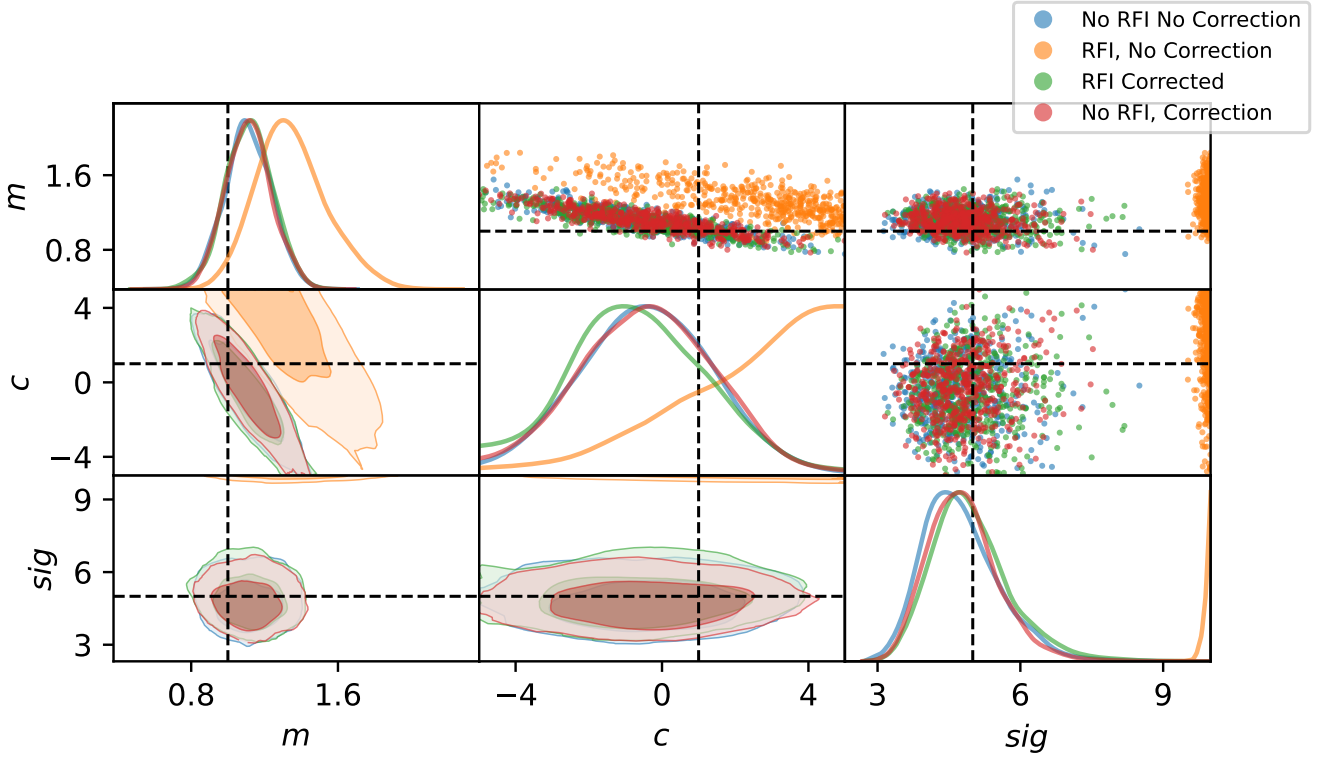 No RFI No Correction
RFI, No Correction
RFI Corrected
No RFI, Correction
m
1.6
0.8
c
4
0
−4
sig
9
6
3
0.8 1.6 −4 0 4 3 6 9
m c sig